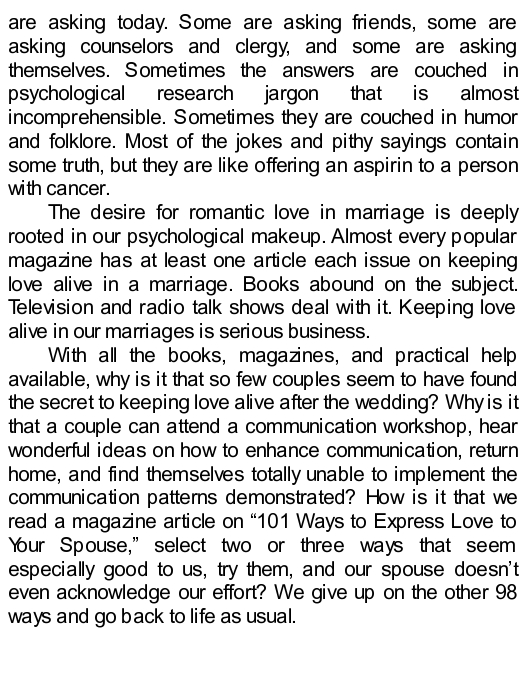 are asking today. Some are asking friends, some are
asking counselors and clergy, and some are asking
themselves. Sometimes the answers are couched in
psychological research jargon that is almost
incomprehensible. Sometimes they are couched in humor
and folklore. Most of the jokes and pithy sayings contain
some truth, but they are like offering an aspirin to a person
with cancer.
The desire for romantic love in marriage is deeply
rooted in our psychological makeup. Almost every popular
magazine has at least one article each issue on keeping
love alive in a marriage. Books abound on the subject.
Television and radio talk shows deal with it. Keeping love
alive in our marriages is serious business.
With all the books, magazines, and practical help
available, why is it that so few couples seem to have found
the secret to keeping love alive after the wedding? Why is it
that a couple can attend a communication workshop, hear
wonderful ideas on how to enhance communication, return
home, and find themselves totally unable to implement the
communication patterns demonstrated? How is it that we
read a magazine article on “101 Ways to Express Love to
Your Spouse,” select two or three ways that seem
especially good to us, try them, and our spouse doesn’t
even acknowledge our effort? We give up on the other 98
ways and go back to life as usual.